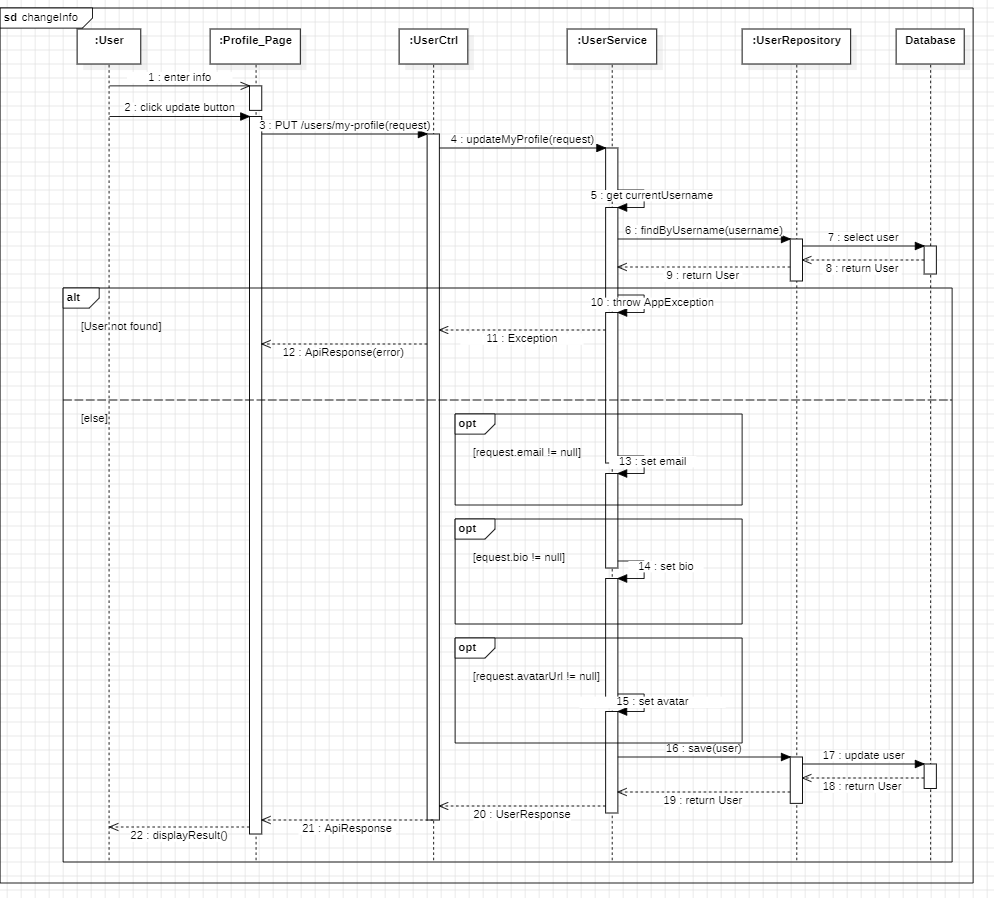 sd changeInfo
:User
:Profile_Page
:UserCtrl
:UserService
:UserRepository
Database
1 : enter info
2 : click update button
3 : PUT /users/my-profile(request)
4 : updateMyProfile(request)
5 : get currentUsername
6 : findByUsername(username)
7 : select user
8 : return User
9 : return User
alt
10 : throw AppException
[User not found]
11 : Exception
12 : ApiResponse(error)
[else]
opt
[request.email != null]
13 : set email
opt
[equest.bio != null]
14 : set bio
opt
[request.avatarUrl != null]
15 : set avatar
16 : save(user)
17 : update user
18 : return User
19 : return User
20 : UserResponse
21 : ApiResponse
22 : displayResult()